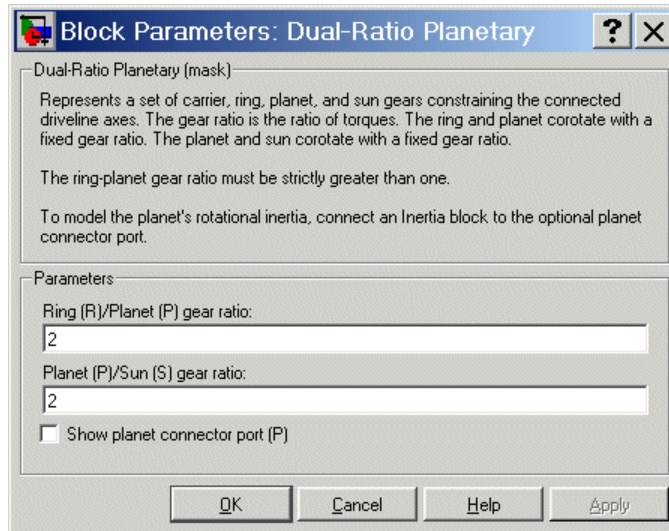 Block Parameters: Dual-Ratio Planetary
Dual-Ratio Planetary (mask)
Represents a set of carrier, ring, planet, and sun gears constraining the connected
driveline axes. The gear ratio is the ratio of torques. The ring and planet corotate with a
fixed gear ratio. The planet and sun corotate with a fixed gear ratio.
The ring-planet gear ratio must be strictly greater than one.
To model the planet's rotational inertia, connect an Inertia block to the optional planet
connector port.
Parameters
Ring (R)/Planet (P) gear ratio:
2
Planet (P)/Sun (S) gear ratio:
2
Show planet connector port (P)
OK Cancel Help Apply